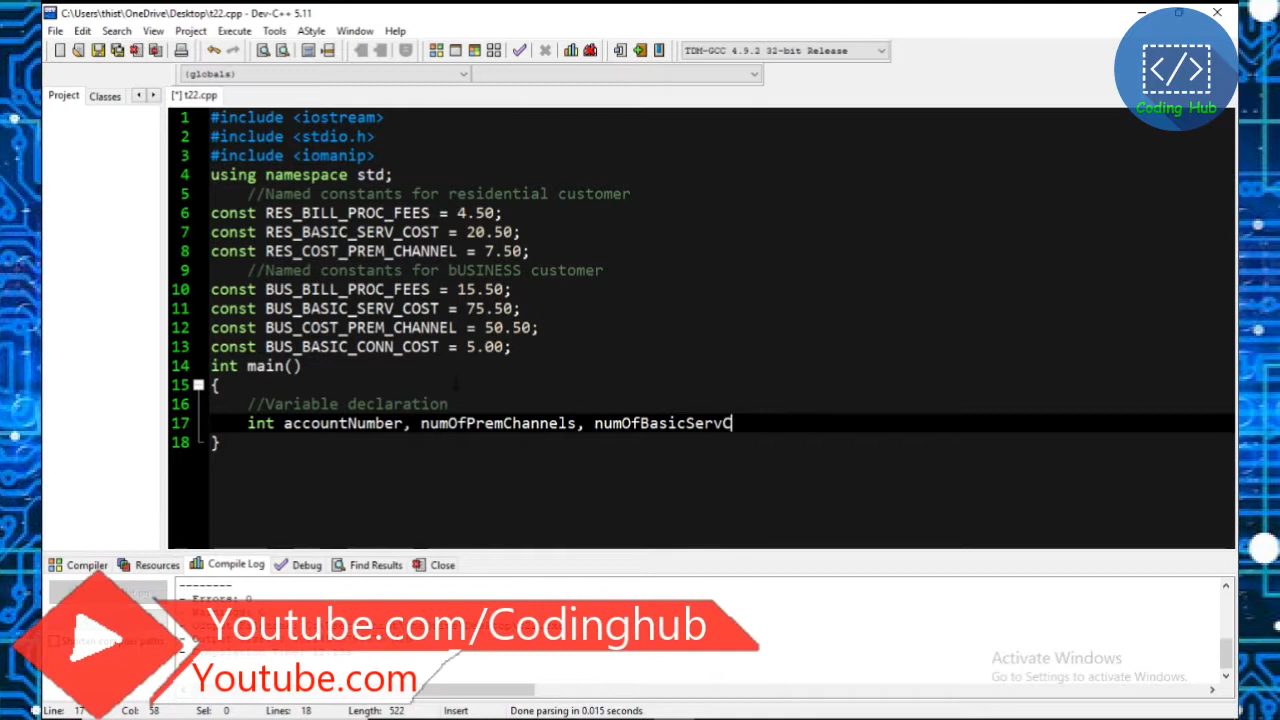 C:\Users\thist\OneDrive\Desktop\t22.cpp - Dev-C++ 5.11
File Edit Search View Project Execute Tools AStyle Window Help
TDM-GCC 4.9.2 32-bit Release
(globals)
Project Classes
[*] t22.cpp
Coding Hub
1 #include <iostream>
2 #include <stdio.h>
3 #include <iomanip>
4 using namespace std;
5 //Named constants for residential customer
6 const RES_BILL_PROC_FEES = 4.50;
7 const RES_BASIC_SERV_COST = 20.50;
8 const RES_COST_PREM_CHANNEL = 7.50;
9 //Named constants for bUSINESS customer
10 const BUS_BILL_PROC_FEES = 15.50;
11 const BUS_BASIC_SERV_COST = 75.50;
12 const BUS_COST_PREM_CHANNEL = 50.50;
13 const BUS_BASIC_CONN_COST = 5.00;
14 int main()
15 {
16 //Variable declaration
17 int accountNumber, numOfPremChannels, numOfBasicServC
18 }
Compiler Resources Compile Log Debug Find Results Close
--------
- Errors: 0
Youtube.com/Codinghub
Youtube.com
Activate Windows
Go to Settings to activate Windows.
Line: 17 Col: 58 Sel: 0 Lines: 18 Length: 522 Insert Done parsing in 0.015 seconds